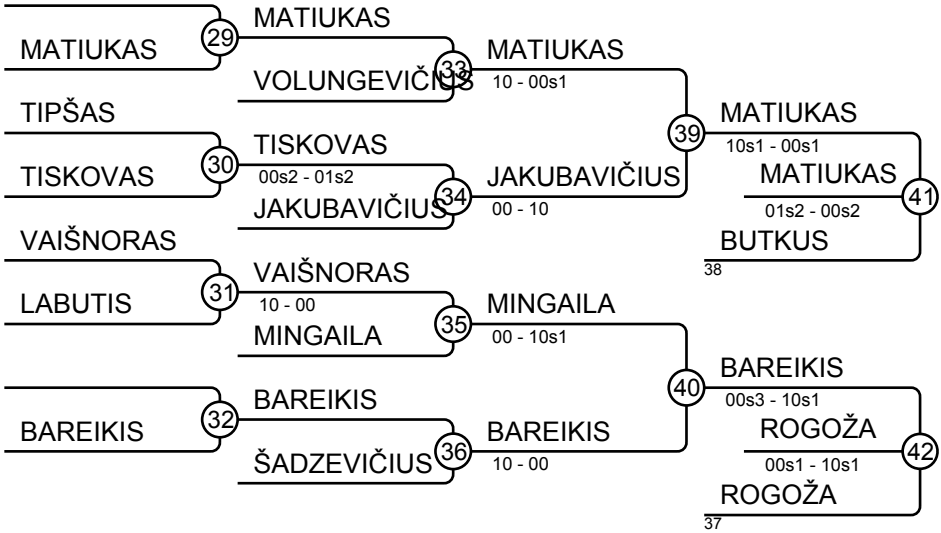 MATIUKAS
29
MATIUKAS
VOLUNGEVIČIUS
33
MATIUKAS
10 - 00s1
TIPŠAS
TISKOVAS
30
TISKOVAS
00s2 - 01s2
JAKUBAVIČIUS
34
JAKUBAVIČIUS
00 - 10
39
MATIUKAS
10s1 - 00s1
MATIUKAS
01s2 - 00s2
41
BUTKUS
38
VAIŠNORAS
LABUTIS
31
VAIŠNORAS
10 - 00
MINGAILA
35
MINGAILA
00 - 10s1
BAREIKIS
32
BAREIKIS
ŠADZEVIČIUS
36
BAREIKIS
10 - 00
40
BAREIKIS
00s3 - 10s1
ROGOŽA
00s1 - 10s1
42
ROGOŽA
37